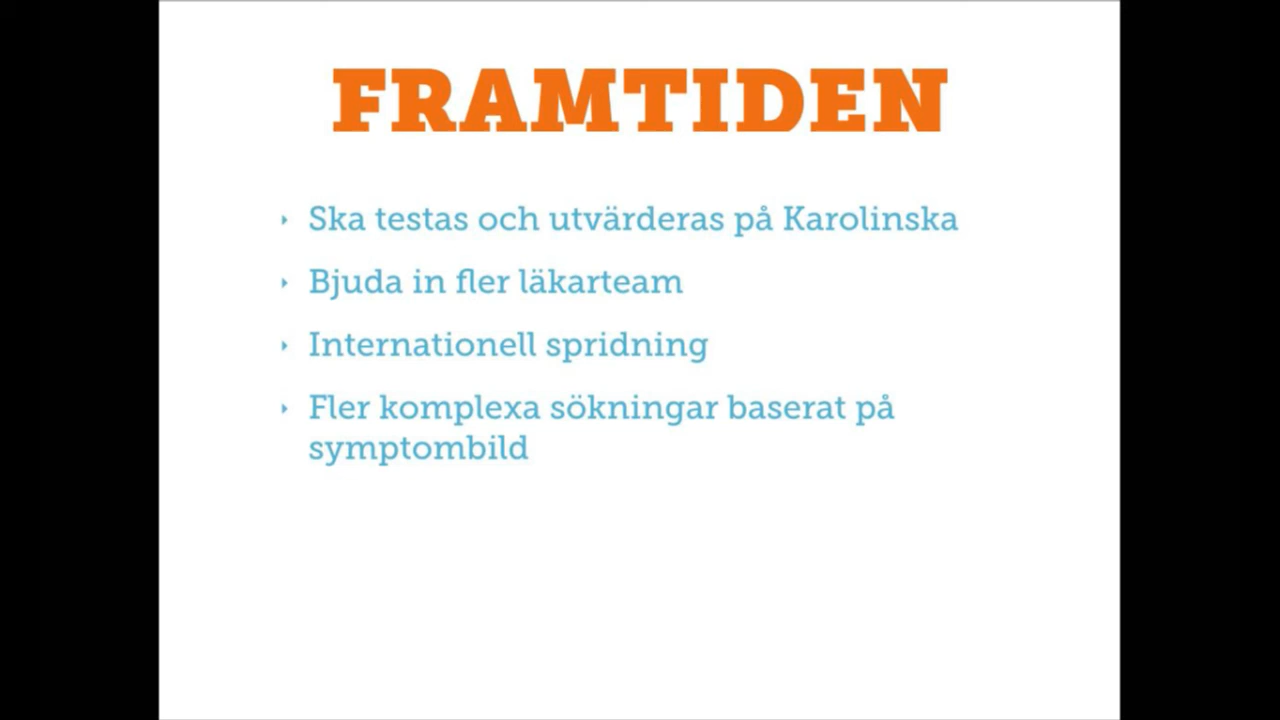 FRAMTIDEN
‣ Ska testas och utvärderas på Karolinska
‣ Bjuda in fler läkarteam
‣ Internationell spridning
‣ Fler komplexa sökningar baserat på
symptombild